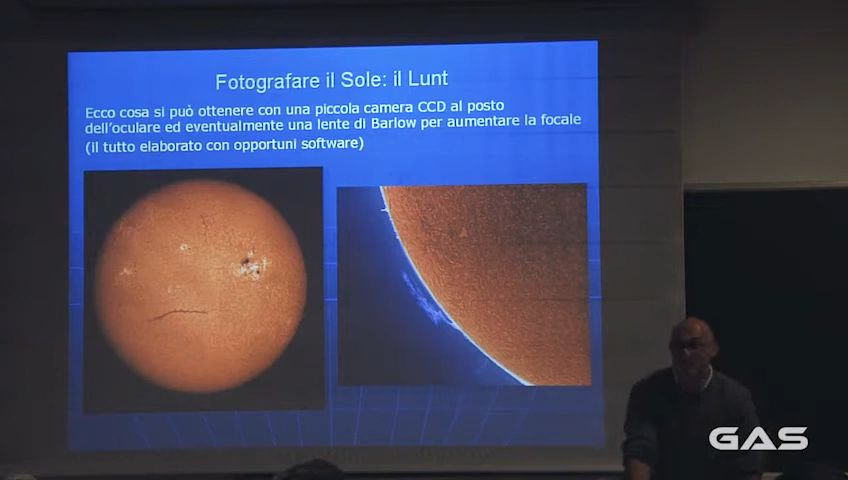 Fotografare il Sole: il Lunt
Ecco cosa si può ottenere con una piccola camera CCD al posto
dell'oculare ed eventualmente una lente di Barlow per aumentare la focale
(il tutto elaborato con opportuni software)
GAS